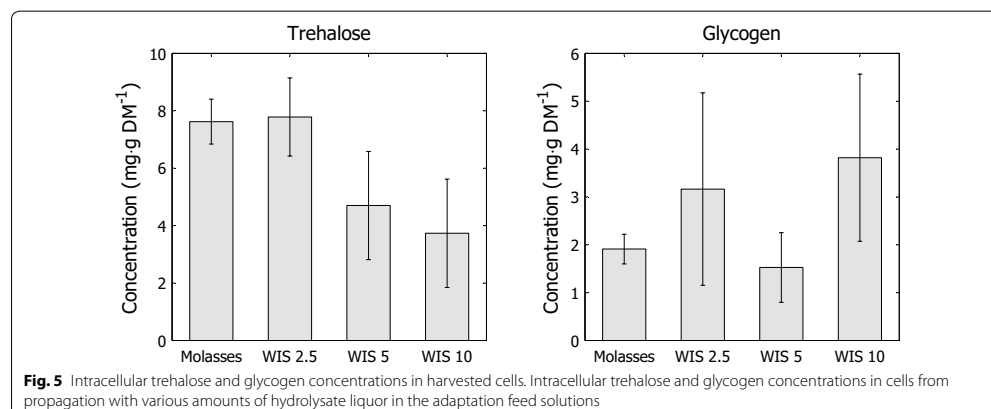 Trehalose
Concentration (mg·g DM⁻¹)
10
8
6
4
2
0
Molasses WIS 2.5 WIS 5 WIS 10
Glycogen
Concentration (mg·g DM⁻¹)
6
5
4
3
2
1
0
Molasses WIS 2.5 WIS 5 WIS 10
Fig. 5 Intracellular trehalose and glycogen concentrations in harvested cells. Intracellular trehalose and glycogen concentrations in cells from
propagation with various amounts of hydrolysate liquor in the adaptation feed solutions